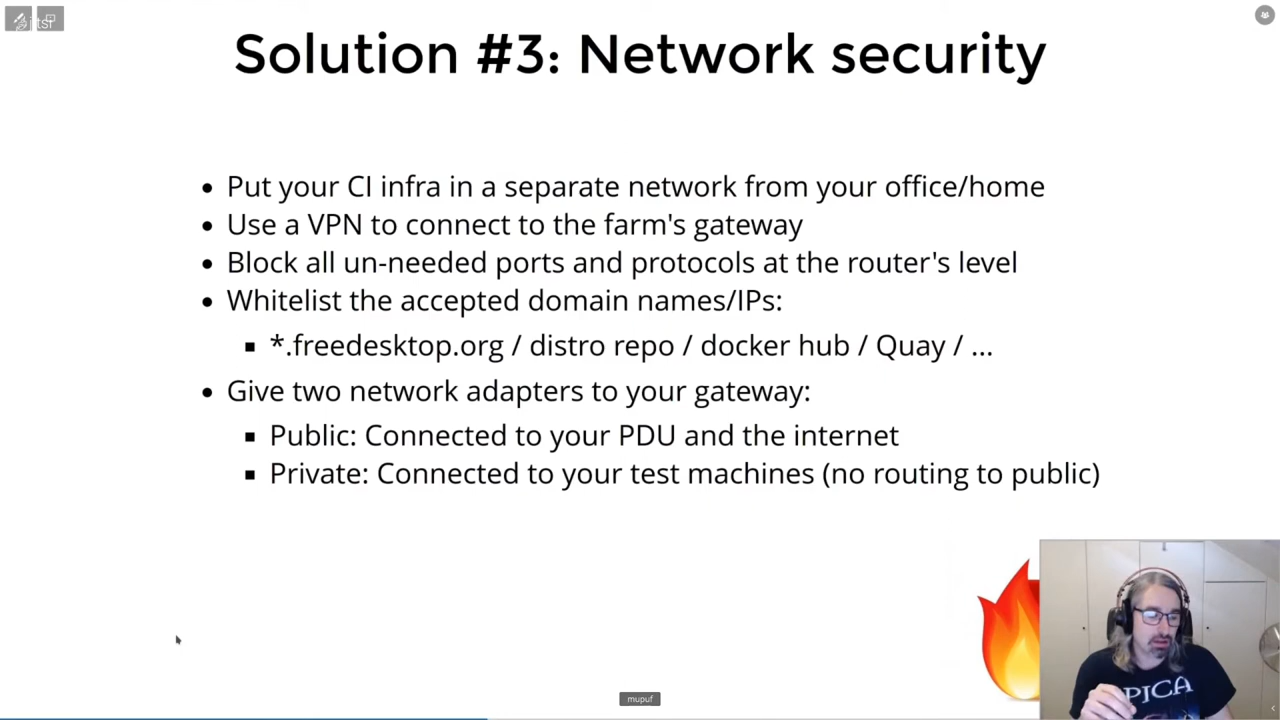 Solution #3: Network security
Put your CI infra in a separate network from your office/home
Use a VPN to connect to the farm's gateway
Block all un-needed ports and protocols at the router's level
Whitelist the accepted domain names/IPs:
*.freedesktop.org / distro repo / docker hub / Quay / ...
Give two network adapters to your gateway:
Public: Connected to your PDU and the internet
Private: Connected to your test machines (no routing to public)
mupuf